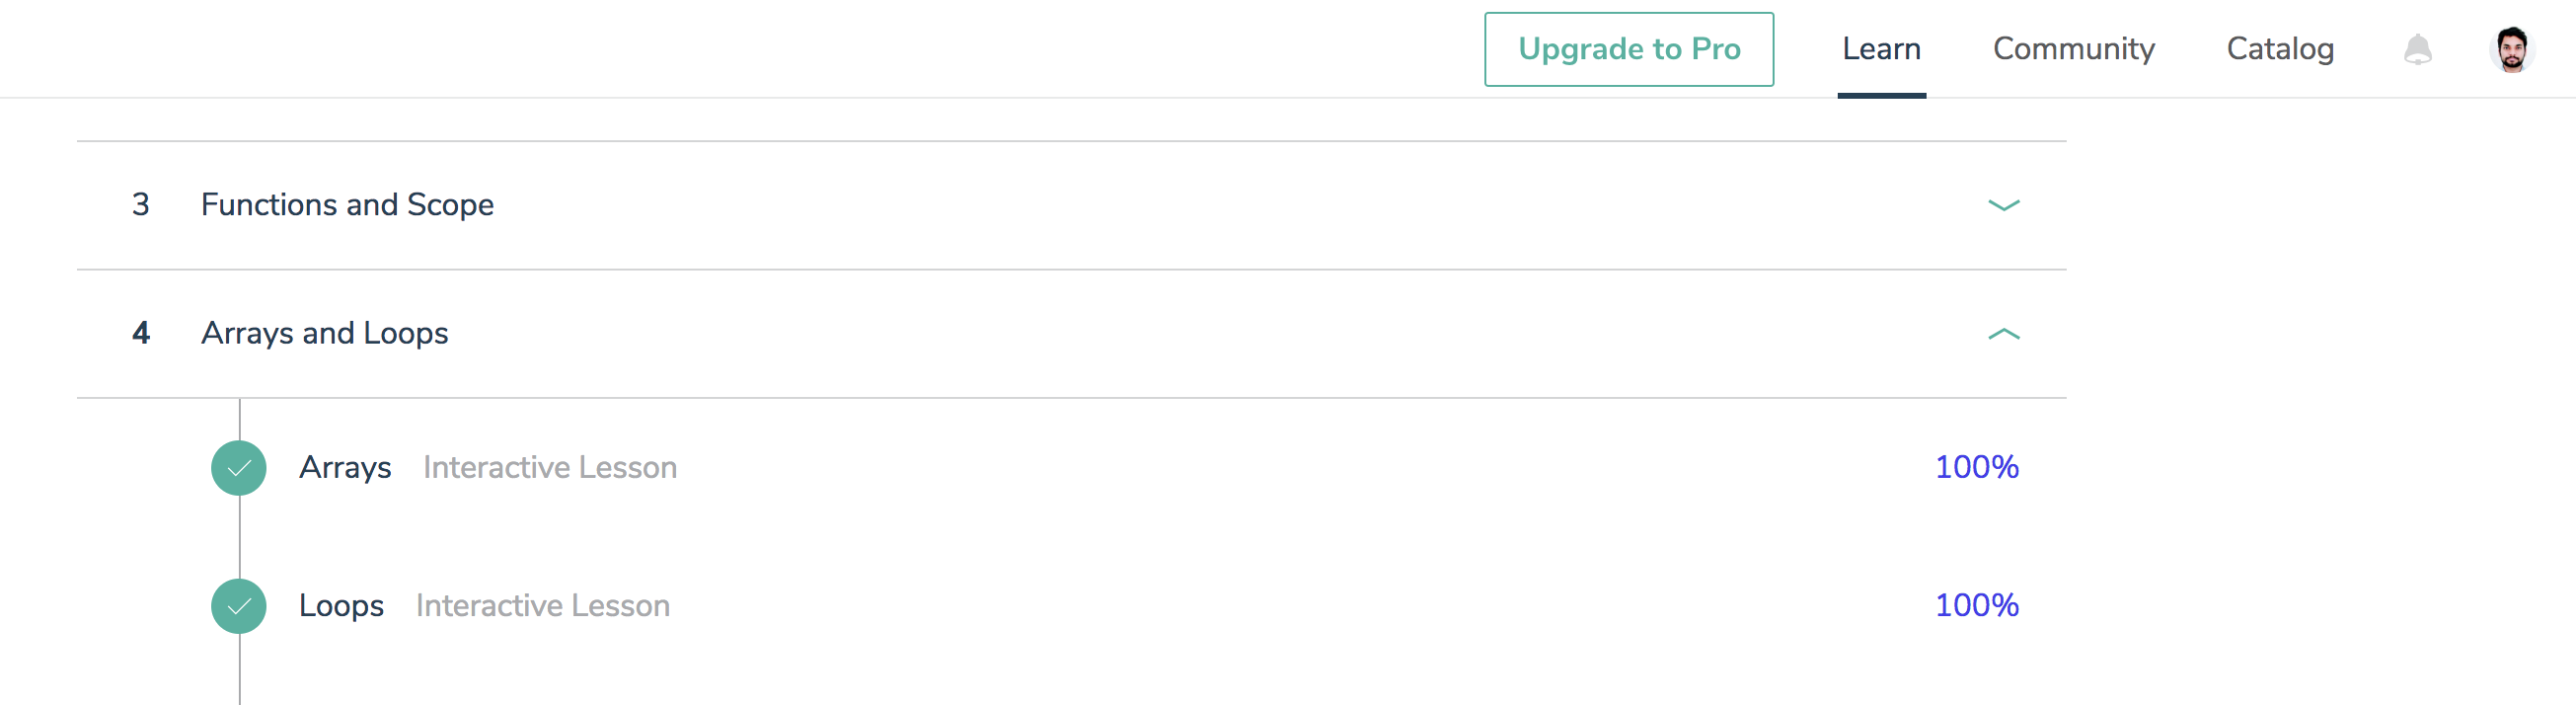 Upgrade to Pro Learn Community Catalog
3 Functions and Scope
4 Arrays and Loops
Arrays Interactive Lesson 100%
Loops Interactive Lesson 100%